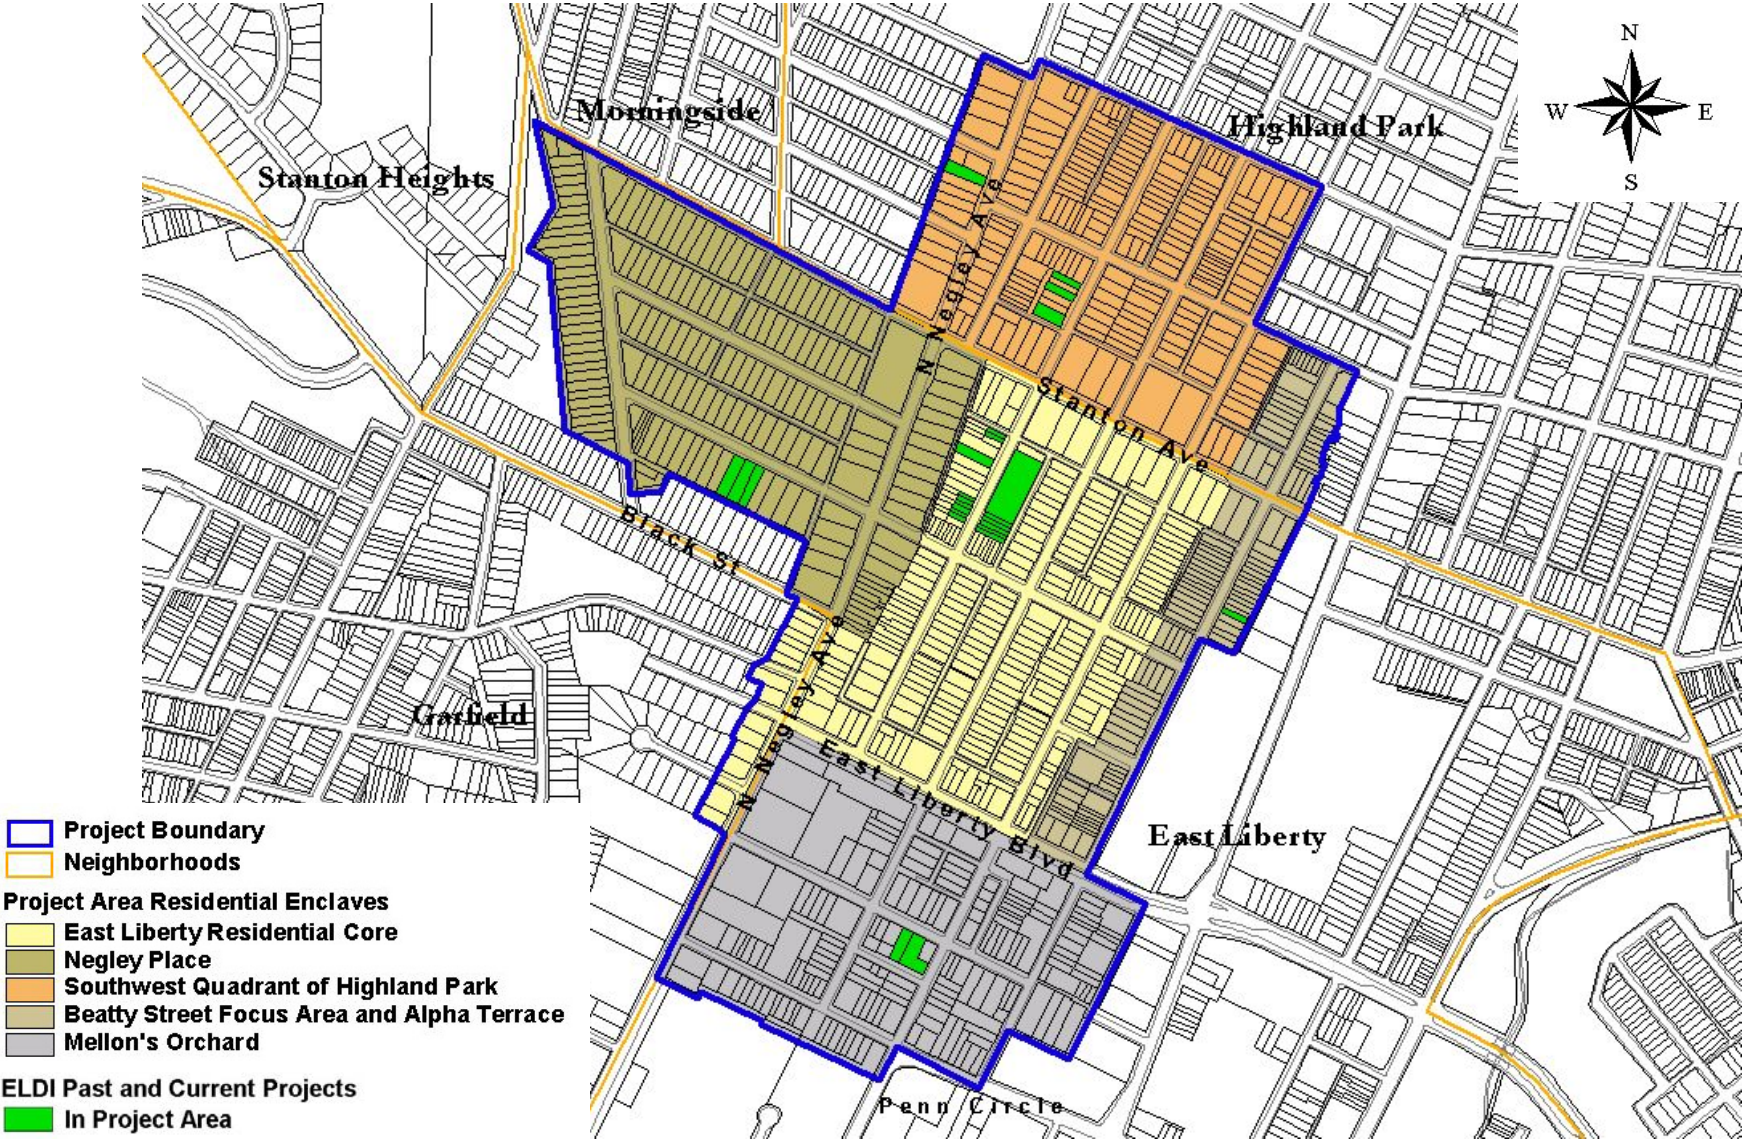 N
W E
S
Morningside
Highland Park
Stanton Heights
N Negley Ave
Stanton Ave
Black St
N Negley Ave
Garfield
East Liberty Blvd
East Liberty
Penn Circle
Project Boundary
Neighborhoods
Project Area Residential Enclaves
East Liberty Residential Core
Negley Place
Southwest Quadrant of Highland Park
Beatty Street Focus Area and Alpha Terrace
Mellon's Orchard
ELDI Past and Current Projects
In Project Area